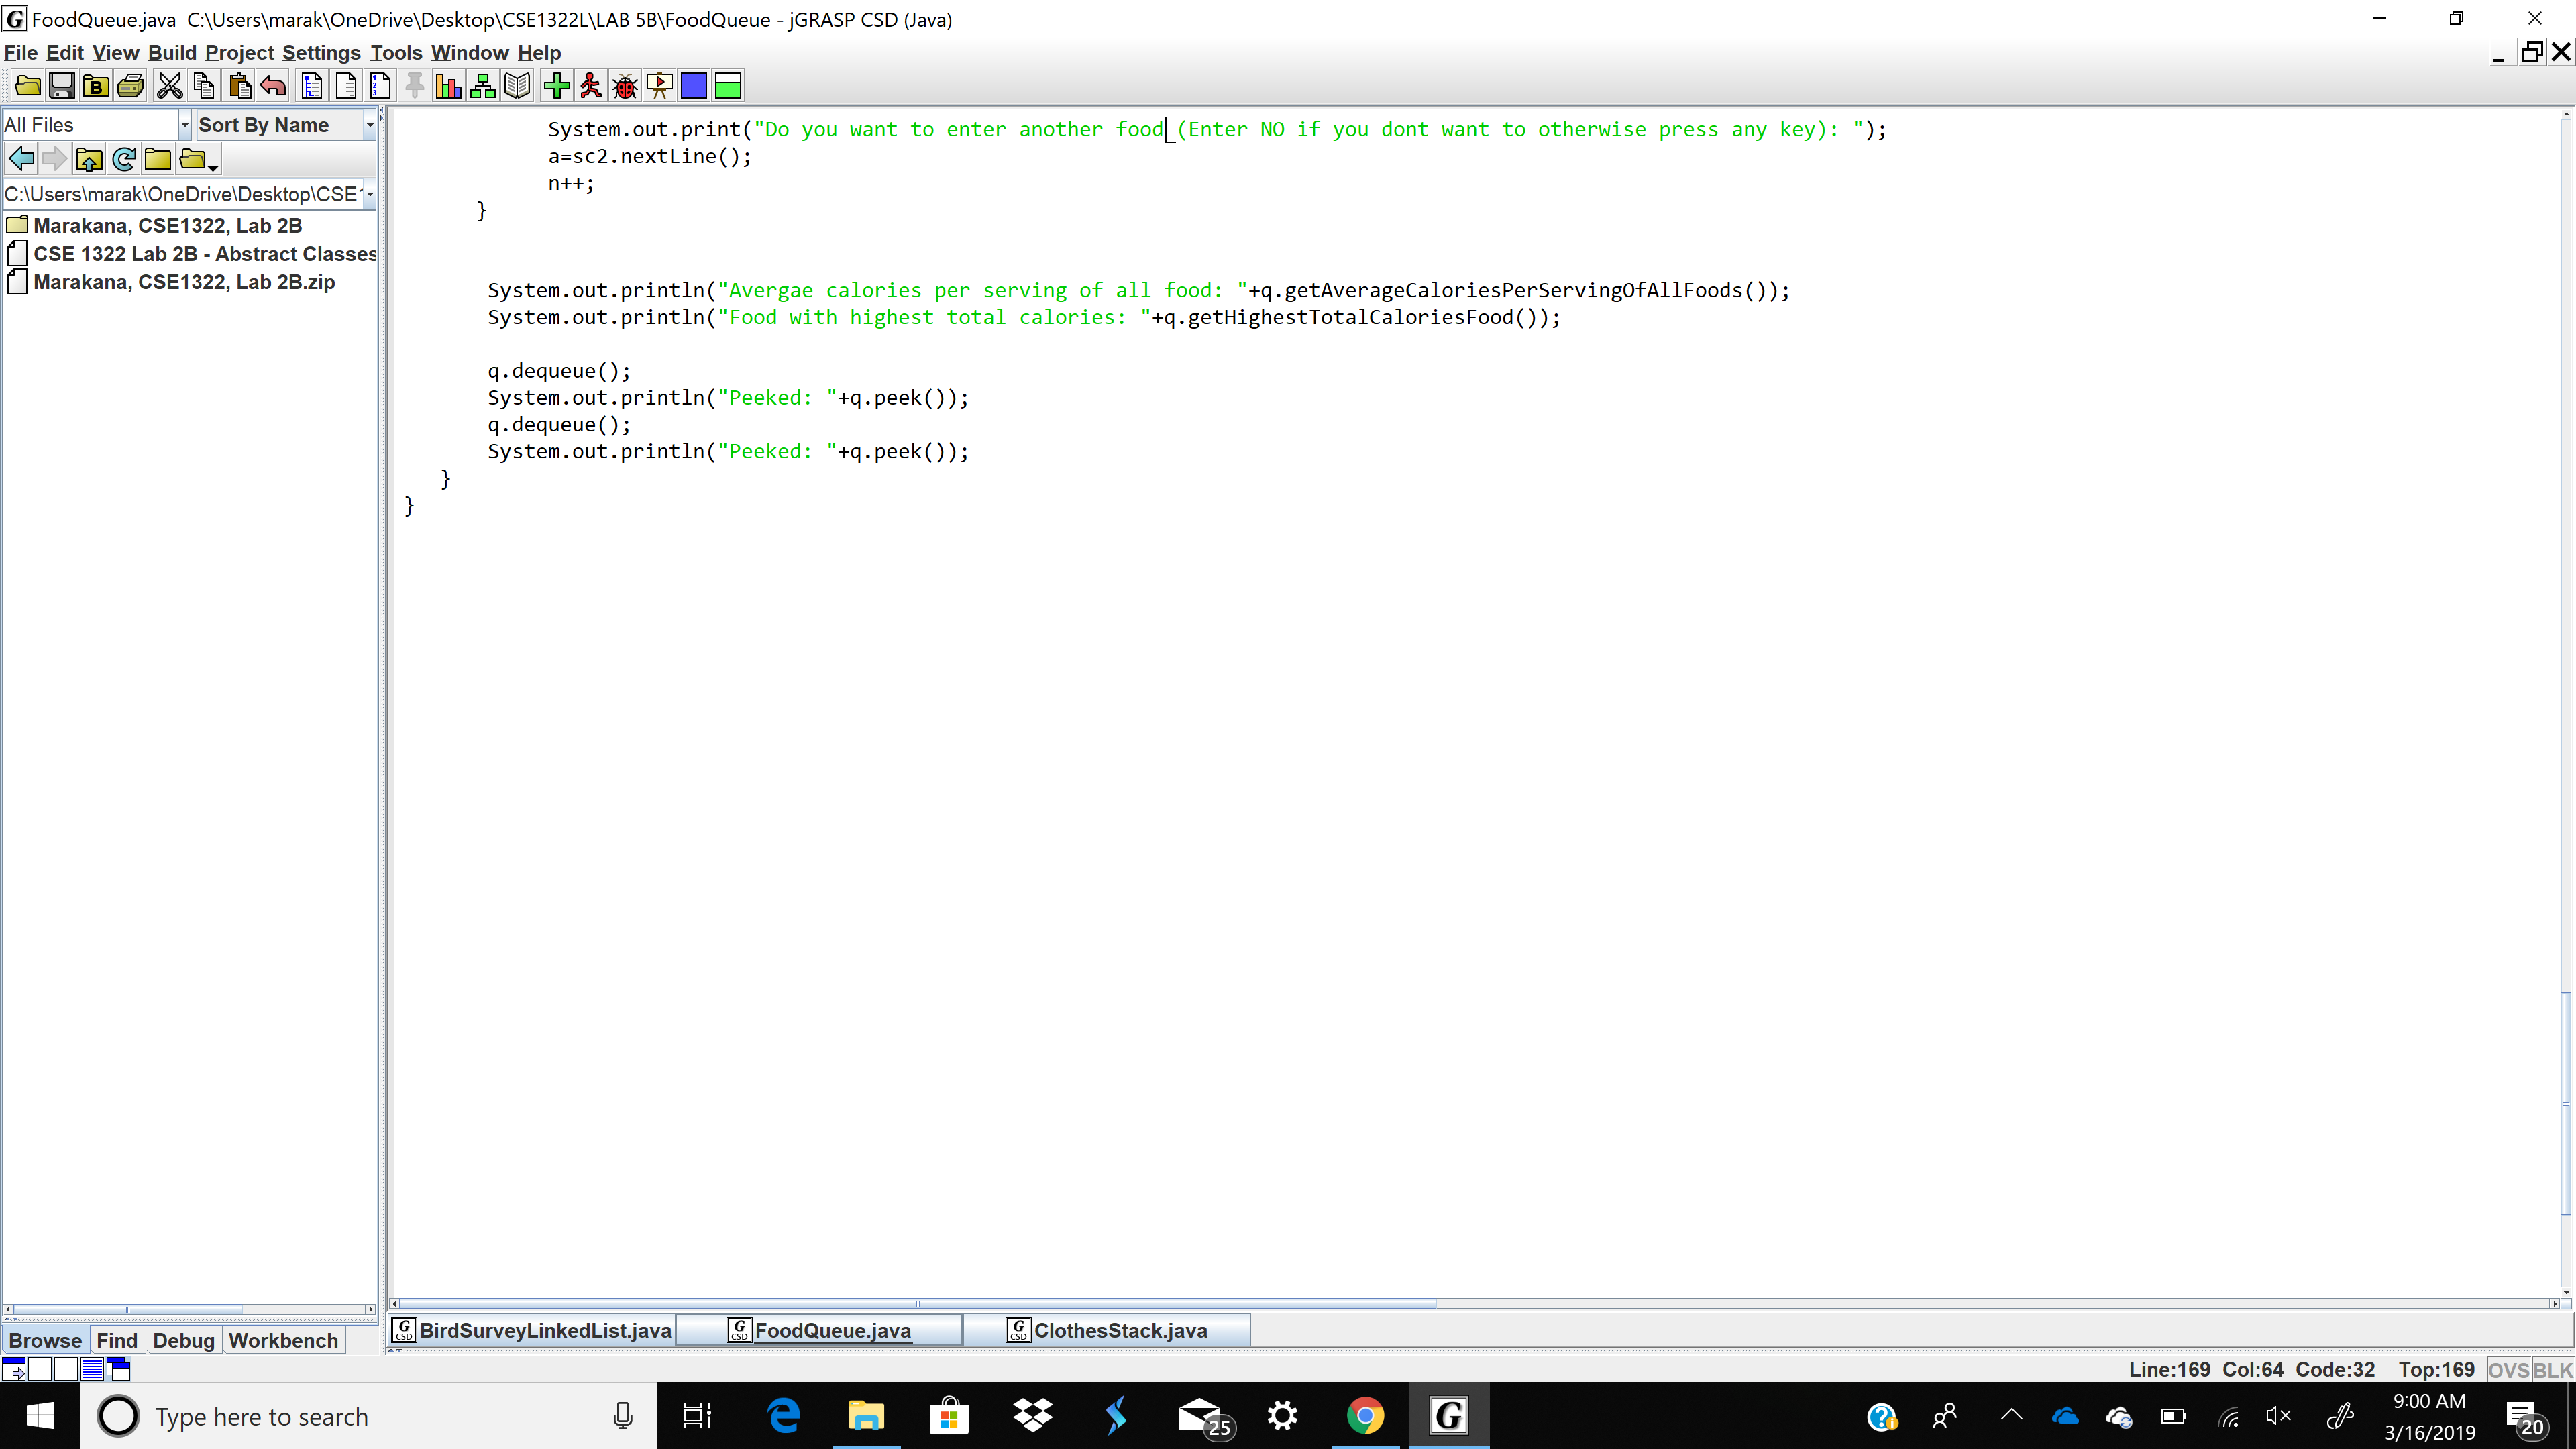 FoodQueue.java  C:\Users\marak\OneDrive\Desktop\CSE1322L\LAB 5B\FoodQueue - jGRASP CSD (Java)
File Edit View Build Project Settings Tools Window Help
All Files
Sort By Name
C:\Users\marak\OneDrive\Desktop\CSE
Marakana, CSE1322, Lab 2B
CSE 1322 Lab 2B - Abstract Classes
Marakana, CSE1322, Lab 2B.zip
System.out.print("Do you want to enter another food (Enter NO if you dont want to otherwise press any key): ");
a=sc2.nextLine();
n++;
}
System.out.println("Avergae calories per serving of all food: "+q.getAverageCaloriesPerServingOfAllFoods());
System.out.println("Food with highest total calories: "+q.getHighestTotalCaloriesFood());
q.dequeue();
System.out.println("Peeked: "+q.peek());
q.dequeue();
System.out.println("Peeked: "+q.peek());
}
}
BirdSurveyLinkedList.java
FoodQueue.java
ClothesStack.java
Browse Find Debug Workbench
Line:169 Col:64 Code:32 Top:169 OVS BLK
Type here to search
25
9:00 AM
3/16/2019
20